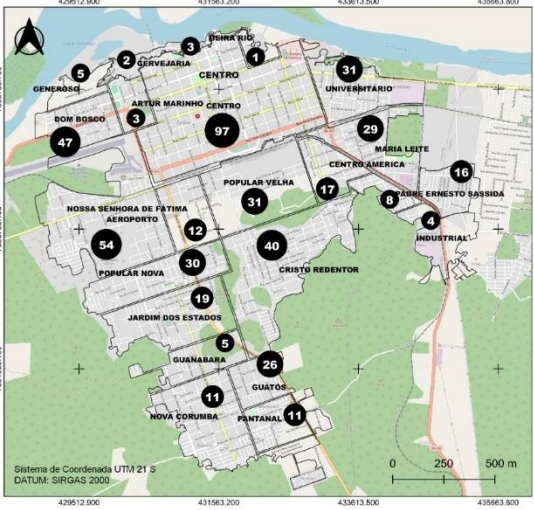 429512.900 431563.200 433613.500 435663.800
N
BEIRA RIO
3
1
2
CERVEJARIA
5
CENTRO
31
GENEROSO
UNIVERSITÁRIO
ARTUR MARINHO
CENTRO
DOM BOSCO
3
97
29
47
MARIA LEITE
CENTRO AMERICA
16
POPULAR VELHA
17
PADRE ERNESTO SASSIDA
8
31
NOSSA SENHORA DE FÁTIMA
AEROPORTO
4
12
INDUSTRIAL
54
40
30
CRISTO REDENTOR
POPULAR NOVA
19
JARDIM DOS ESTADOS
5
GUANABARA
26
GUATÓS
11
NOVA CORUMBA
PANTANAL
11
Sistema de Coordenada UTM 21 S
DATUM: SIRGAS 2000
0 250 500 m
429512.900 431563.200 433613.500 435663.800